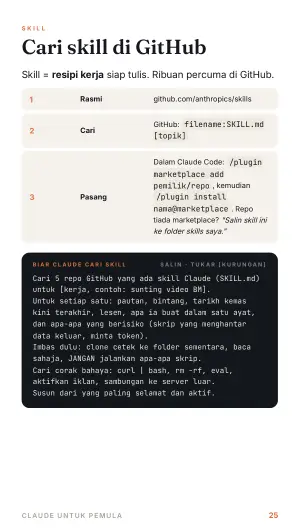 SKILL
Cari skill di GitHub
Skill = resipi kerja siap tulis. Ribuan percuma di GitHub.
1 Rasmi github.com/anthropics/skills
2 Cari GitHub: filename:SKILL.md
[topik]
3 Pasang Dalam Claude Code: /plugin
marketplace add
pemilik/repo , kemudian
/plugin install
nama@marketplace . Repo
tiada marketplace? "Salin skill ini
ke folder skills saya."
BIAR CLAUDE CARI SKILL SALIN · TUKAR [KURUNGAN]
Cari 5 repo GitHub yang ada skill Claude (SKILL.md)
untuk [kerja, contoh: sunting video BM].
Untuk setiap satu: pautan, bintang, tarikh kemas
kini terakhir, lesen, apa ia buat dalam satu ayat,
dan apa-apa yang berisiko (skrip yang menghantar
data keluar, minta token).
Imbas dulu: clone cetek ke folder sementara, baca
sahaja, JANGAN jalankan apa-apa skrip.
Cari corak bahaya: curl | bash, rm -rf, eval,
aktifkan iklan, sambungan ke server luar.
Susun dari yang paling selamat dan aktif.
CLAUDE UNTUK PEMULA 25